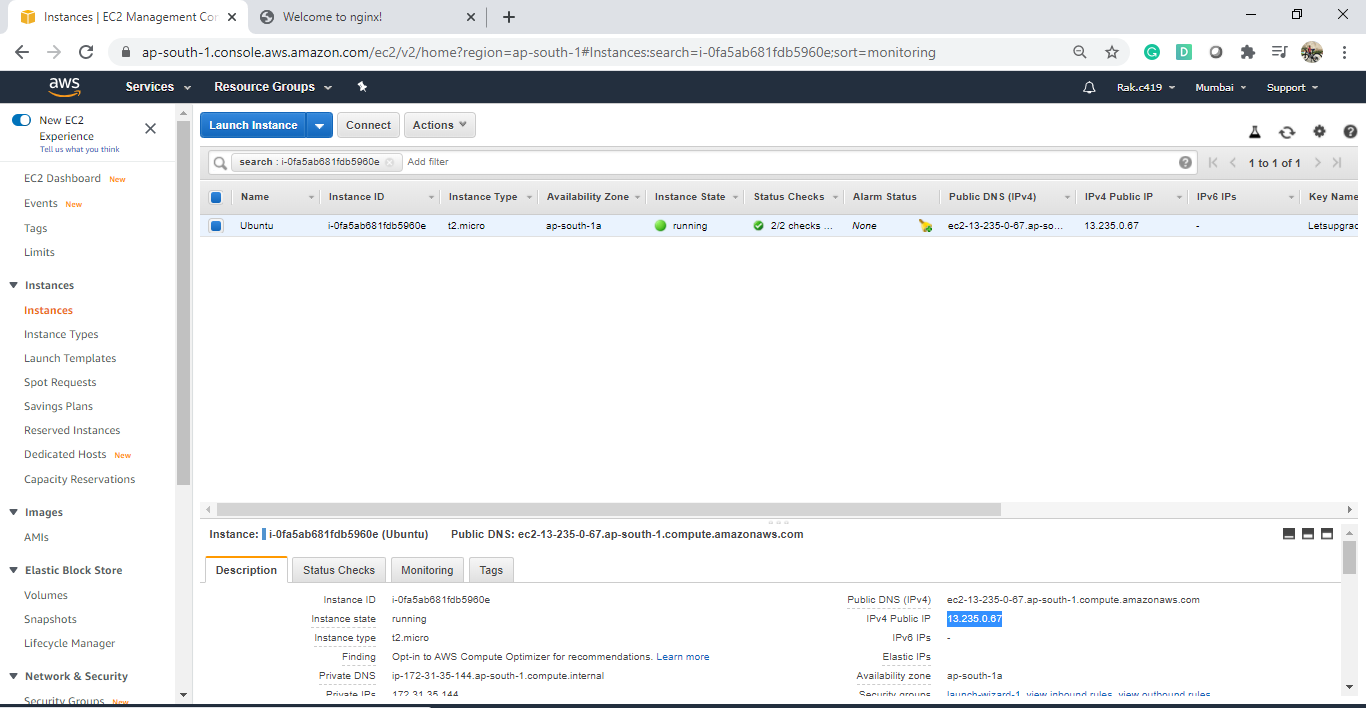 Instances | EC2 Management Con
Welcome to nginx!
ap-south-1.console.aws.amazon.com/ec2/v2/home?region=ap-south-1#Instances:search=i-0fa5ab681fdb5960e;sort=monitoring
aws Services Resource Groups Rak.c419 Mumbai Support
New EC2
Experience
Tell us what you think
EC2 Dashboard New
Events New
Tags
Limits
Instances
Instances
Instance Types
Launch Templates
Spot Requests
Savings Plans
Reserved Instances
Dedicated Hosts New
Capacity Reservations
Images
AMIs
Elastic Block Store
Volumes
Snapshots
Lifecycle Manager
Network & Security
Security Groups New
Launch Instance Connect Actions
search : i-0fa5ab681fdb5960e Add filter 1 to 1 of 1
Name Instance ID Instance Type Availability Zone Instance State Status Checks Alarm Status Public DNS (IPv4) IPv4 Public IP IPv6 IPs Key Name
Ubuntu i-0fa5ab681fdb5960e t2.micro ap-south-1a running 2/2 checks ... None ec2-13-235-0-67.ap-so... 13.235.0.67 - Letsupgrad
Instance: i-0fa5ab681fdb5960e (Ubuntu) Public DNS: ec2-13-235-0-67.ap-south-1.compute.amazonaws.com
Description Status Checks Monitoring Tags
Instance ID i-0fa5ab681fdb5960e Public DNS (IPv4) ec2-13-235-0-67.ap-south-1.compute.amazonaws.com
Instance state running IPv4 Public IP 13.235.0.67
Instance type t2.micro IPv6 IPs -
Finding Opt-in to AWS Compute Optimizer for recommendations. Learn more Elastic IPs
Private DNS ip-172-31-35-144.ap-south-1.compute.internal Availability zone ap-south-1a
Private IPs 172.31.35.144 Security groups launch-wizard-1. view inbound rules. view outbound rules